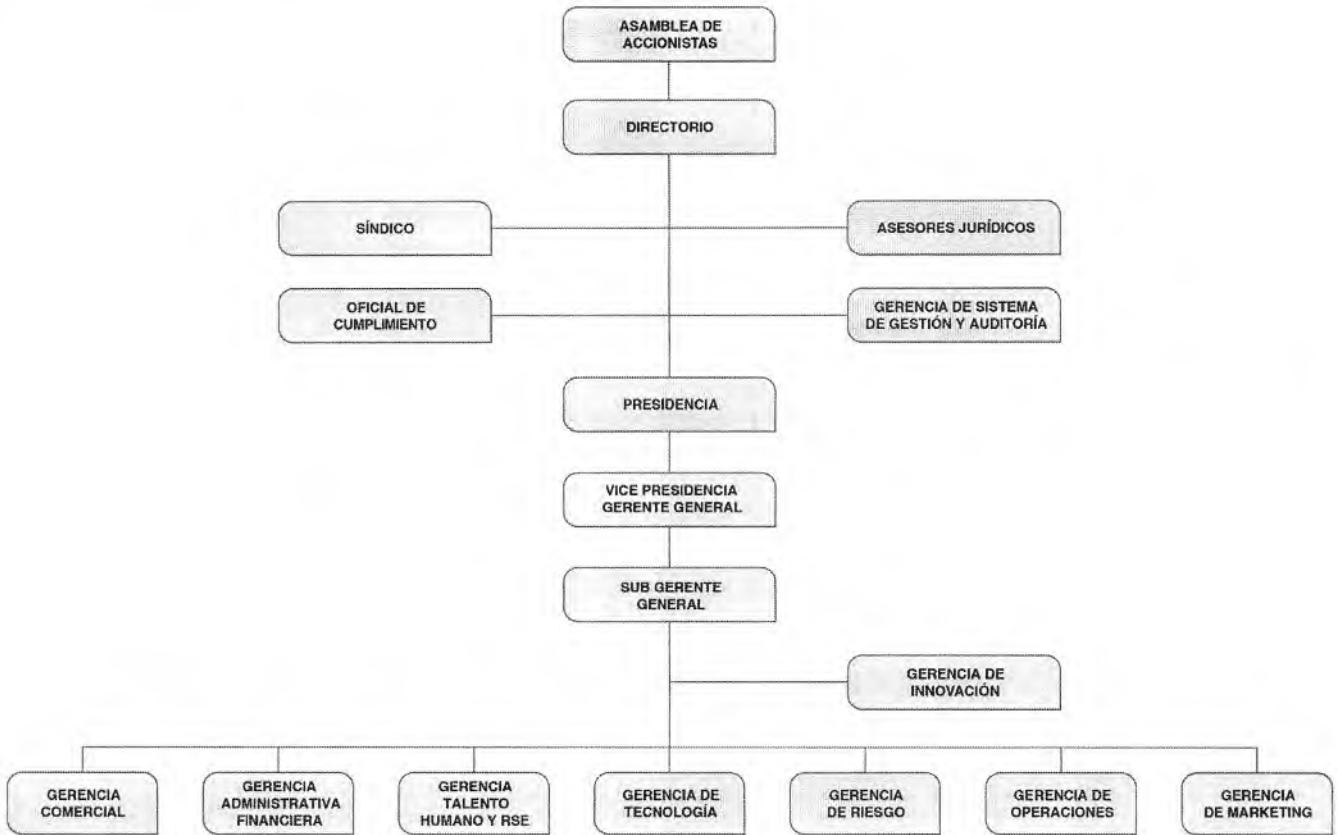 ASAMBLEA DE
ACCIONISTAS
DIRECTORIO
SÍNDICO
ASESORES JURÍDICOS
OFICIAL DE
CUMPLIMIENTO
GERENCIA DE SISTEMA
DE GESTIÓN Y AUDITORÍA
PRESIDENCIA
VICE PRESIDENCIA
GERENTE GENERAL
SUB GERENTE
GENERAL
GERENCIA DE
INNOVACIÓN
GERENCIA
COMERCIAL
GERENCIA
ADMINISTRATIVA
FINANCIERA
GERENCIA
TALENTO
HUMANO Y RSE
GERENCIA DE
TECNOLOGÍA
GERENCIA
DE RIESGO
GERENCIA DE
OPERACIONES
GERENCIA
DE MARKETING